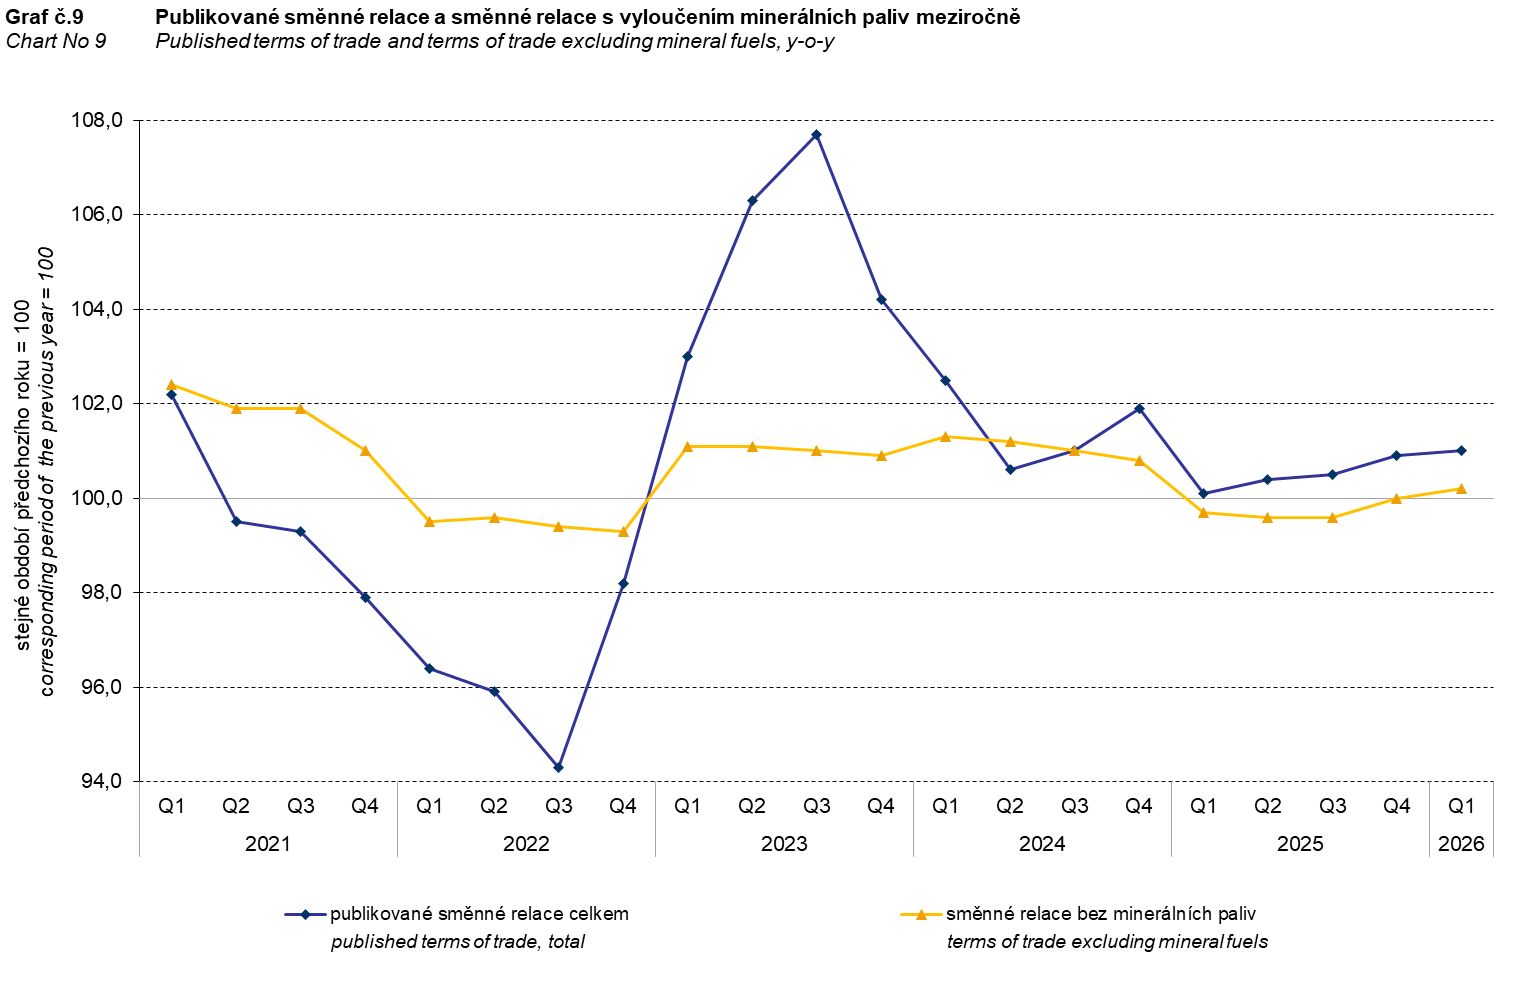 Graf č.9 Publikované směnné relace a směnné relace s vyloučením minerálních paliv meziročně
Chart No 9 Published terms of trade and terms of trade excluding mineral fuels, y-o-y
stejné období předchozího roku = 100
corresponding period of the previous year = 100
108,0
106,0
104,0
102,0
100,0
98,0
96,0
94,0
Q1 Q2 Q3 Q4 Q1 Q2 Q3 Q4 Q1 Q2 Q3 Q4 Q1 Q2 Q3 Q4 Q1 Q2 Q3 Q4 Q1
2021 2022 2023 2024 2025 2026
publikované směnné relace celkem
published terms of trade, total
směnné relace bez minerálních paliv
terms of trade excluding mineral fuels